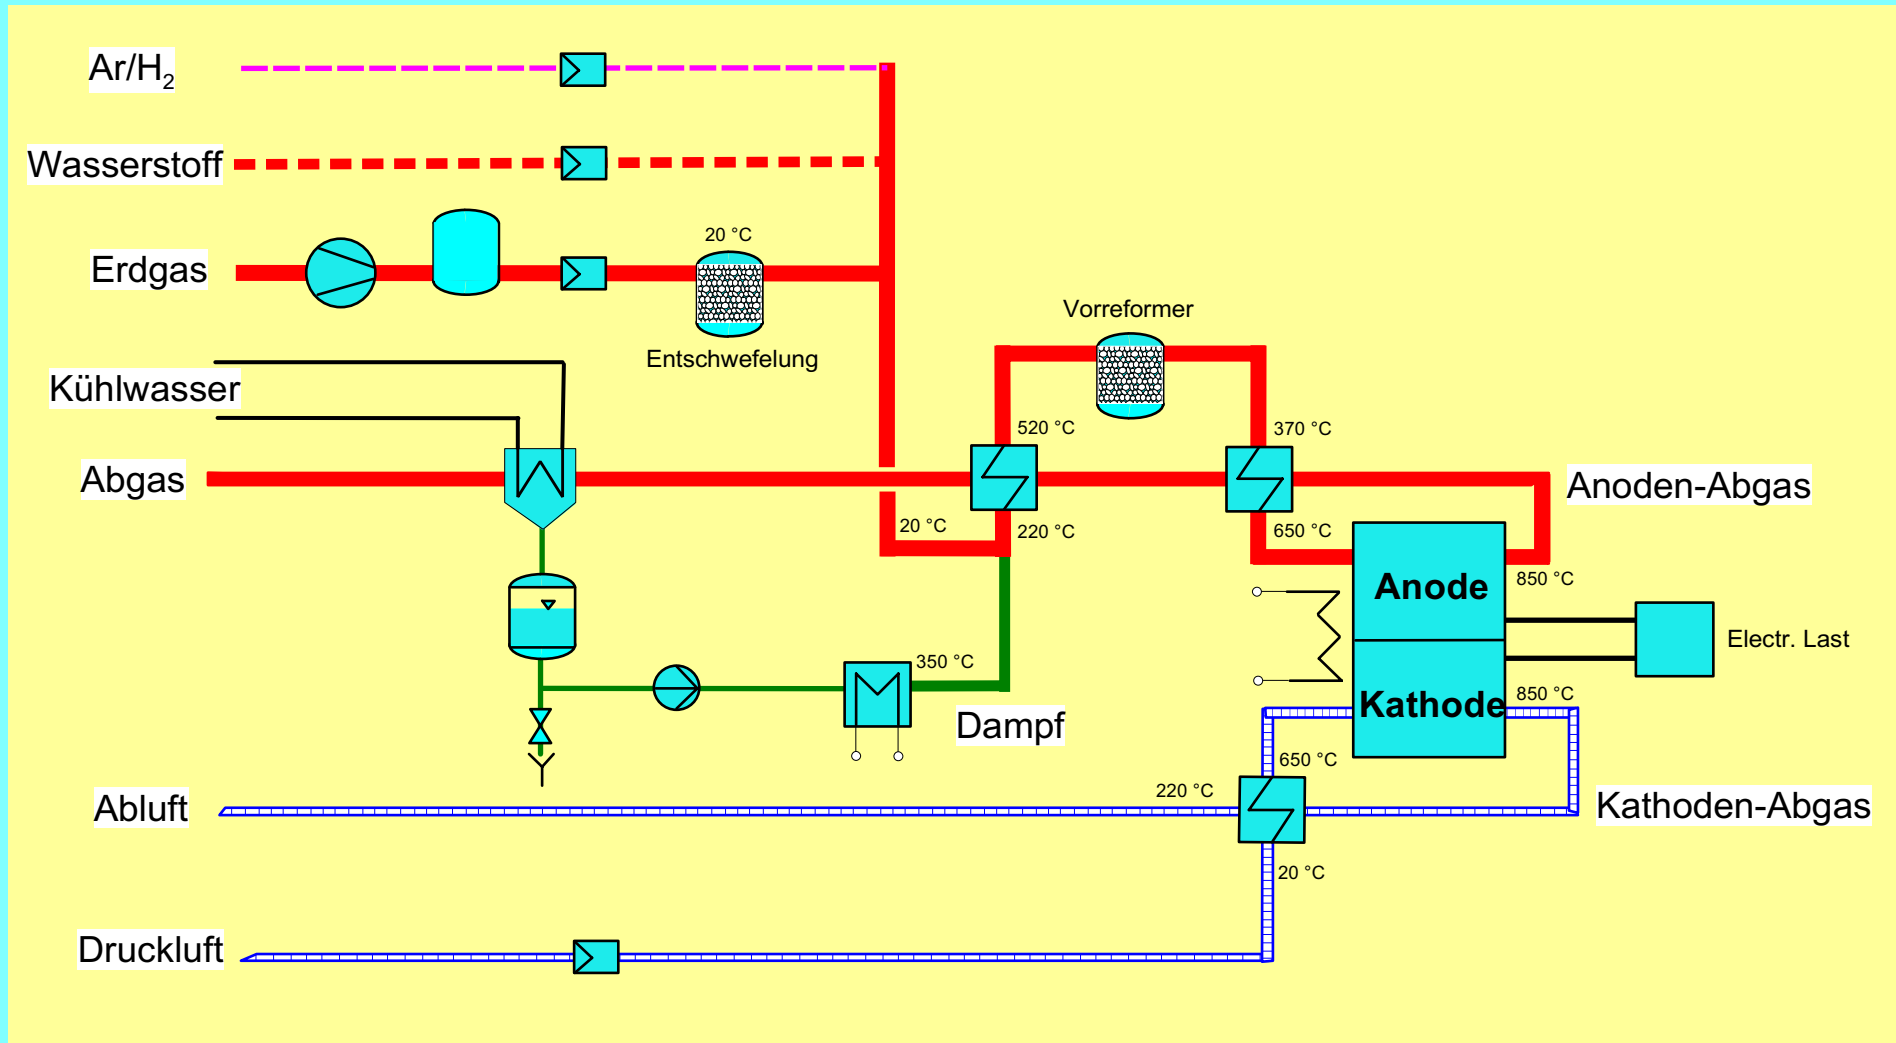 Ar/H₂
Wasserstoff
20 °C
Erdgas
Vorreformer
Entschwefelung
Kühlwasser
520 °C
370 °C
Abgas
Anoden-Abgas
20 °C
220 °C
650 °C
850 °C
Anode
Electr. Last
350 °C
850 °C
Kathode
Dampf
650 °C
220 °C
Abluft
Kathoden-Abgas
20 °C
Druckluft